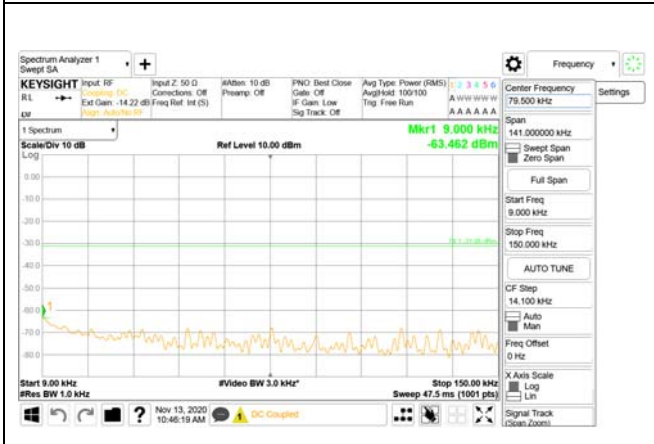 Spectrum Analyzer 1
Swept SA
Frequency
KEYSIGHT
RL
Input: RF
Coupling: DC
Ext Gain: -14.22 dB
Align: Auto/No RF
Input Z: 50 Ω
Corrections: Off
Freq Ref: Int (S)
#Atten: 10 dB
Preamp: Off
PNO: Best Close
Gate: Off
IF Gain: Low
Sig Track: Off
Avg Type: Power (RMS)
Avg|Hold: 100/100
Trig: Free Run
1 2 3 4 5 6
A W W W W W
A A A A A A
1 Spectrum
Scale/Div 10 dB
Ref Level 10.00 dBm
Mkr1 9.000 kHz
-63.462 dBm
Log
0.00
-10.0
-20.0
-30.0
-40.0
-50.0
-60.0
-70.0
-80.0
1
Start 9.00 kHz
#Res BW 1.0 kHz
#Video BW 3.0 kHz*
Stop 150.00 kHz
Sweep 47.5 ms (1001 pts)
Nov 13, 2020
10:46:19 AM
DC Coupled
Center Frequency
79.500 kHz
Settings
Span
141.000000 kHz
Swept Span
Zero Span
Full Span
Start Freq
9.000 kHz
Stop Freq
150.000 kHz
AUTO TUNE
CF Step
14.100 kHz
Auto
Man
Freq Offset
0 Hz
X Axis Scale
Log
Lin
Signal Track
(Span Zoom)